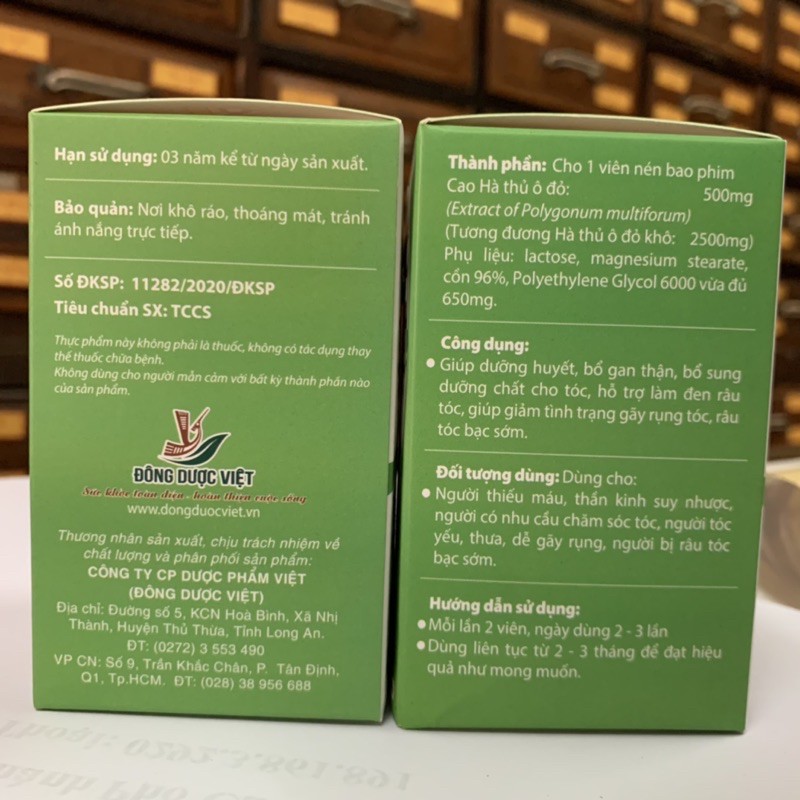 Hạn sử dụng: 03 năm kể từ ngày sản xuất.
Bảo quản: Nơi khô ráo, thoáng mát, tránh
ánh nắng trực tiếp.
Số ĐKSP: 11282/2020/ĐKSP
Tiêu chuẩn SX: TCCS
Thực phẩm này không phải là thuốc, không có tác dụng thay
thế thuốc chữa bệnh.
Không dùng cho người mẫn cảm với bất kỳ thành phần nào
của sản phẩm.
ĐÔNG DƯỢC VIỆT
Sức khỏe toàn diện - hoàn thiện cuộc sống
www.dongduocviet.vn
Thương nhân sản xuất, chịu trách nhiệm về
chất lượng và phân phối sản phẩm:
CÔNG TY CP DƯỢC PHẨM VIỆT
(ĐÔNG DƯỢC VIỆT)
Địa chỉ: Đường số 5, KCN Hoà Bình, Xã Nhị
Thành, Huyện Thủ Thừa, Tỉnh Long An.
ĐT: (0272) 3 553 490
VP CN: Số 9, Trần Khắc Chân, P. Tân Định,
Q1, Tp.HCM. ĐT: (028) 38 956 688
Thành phần: Cho 1 viên nén bao phim
Cao Hà thủ ô đỏ: 500mg
(Extract of Polygonum multiforum)
(Tương đương Hà thủ ô đỏ khô: 2500mg)
Phụ liệu: lactose, magnesium stearate,
cồn 96%, Polyethylene Glycol 6000 vừa đủ
650mg.
Công dụng:
• Giúp dưỡng huyết, bổ gan thận, bổ sung
dưỡng chất cho tóc, hỗ trợ làm đen râu
tóc, giúp giảm tình trạng gãy rụng tóc, râu
tóc bạc sớm.
Đối tượng dùng: Dùng cho:
• Người thiếu máu, thần kinh suy nhược,
người có nhu cầu chăm sóc tóc, người tóc
yếu, thưa, dễ gãy rụng, người bị râu tóc
bạc sớm.
Hướng dẫn sử dụng:
• Mỗi lần 2 viên, ngày dùng 2 - 3 lần
• Dùng liên tục từ 2 - 3 tháng để đạt hiệu
quả như mong muốn.